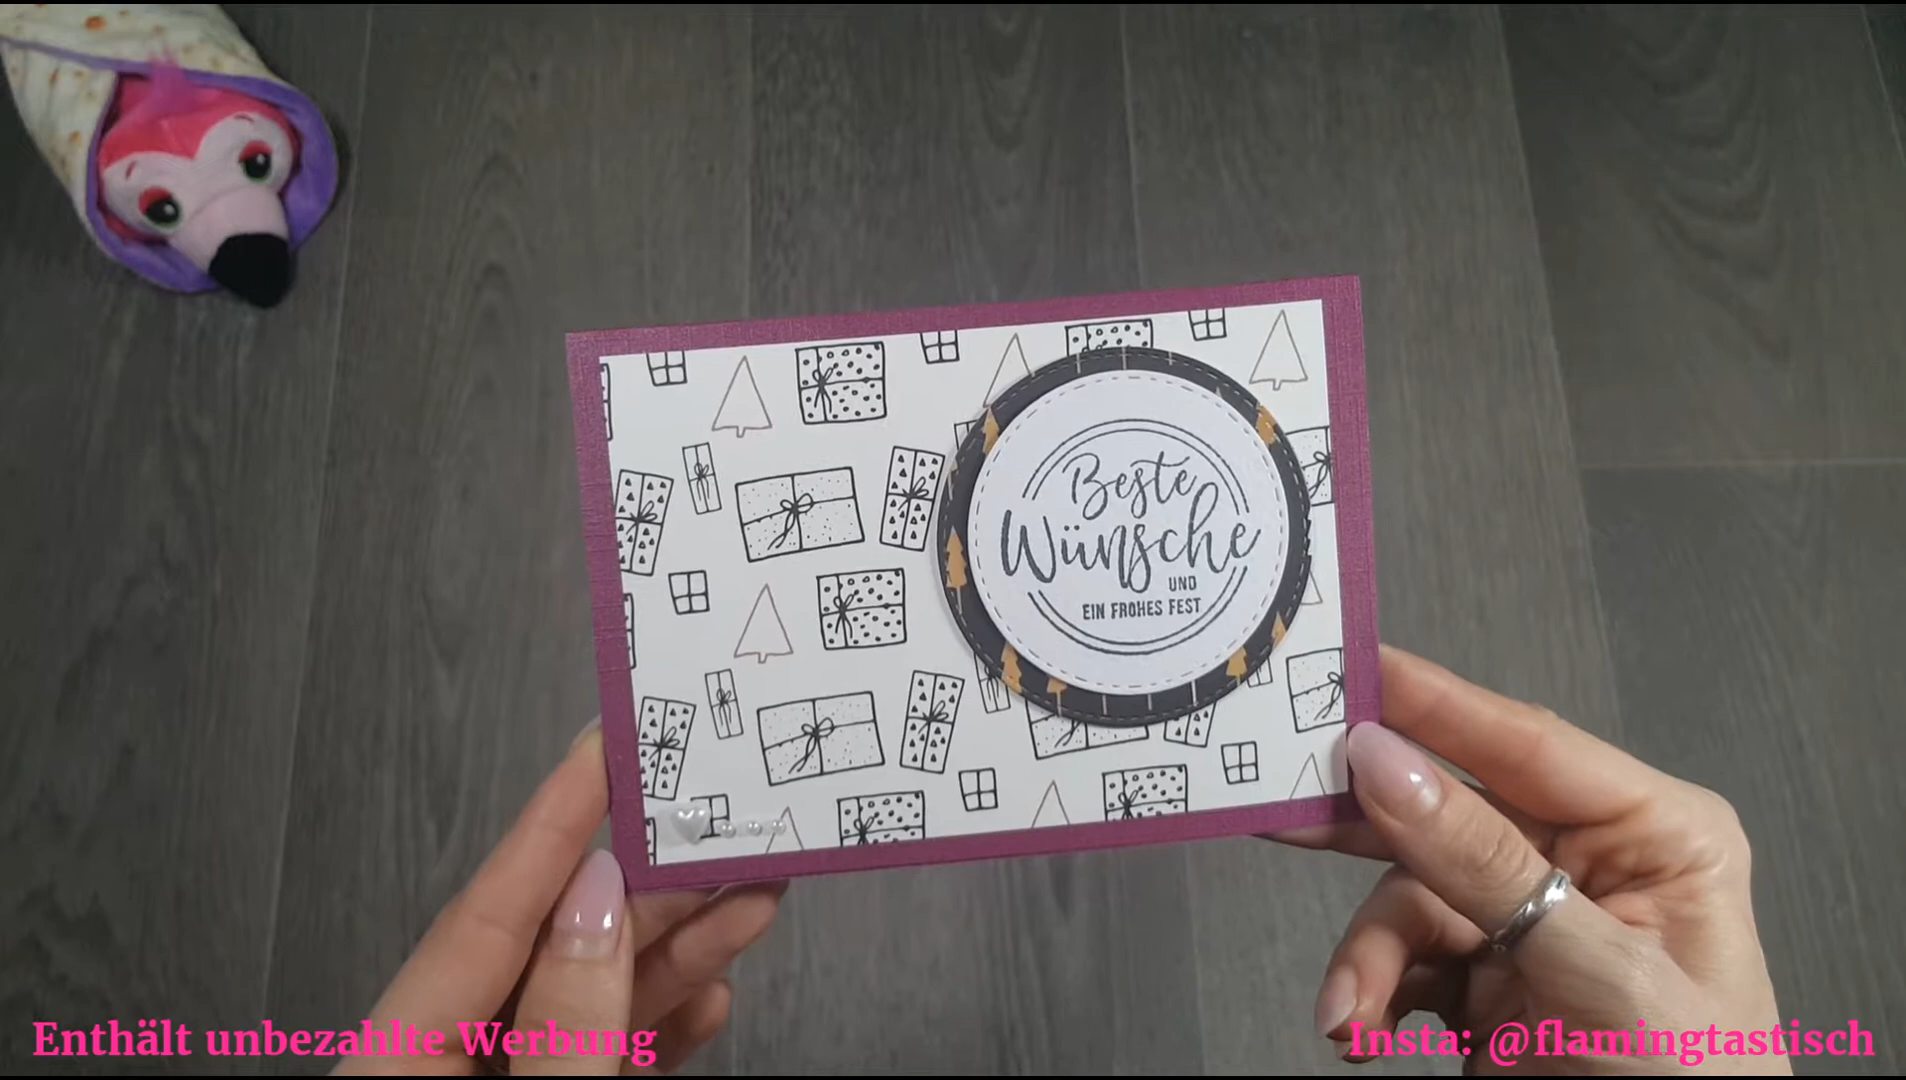 Beste
Wünsche
UND
EIN FROHES FEST
Enthält unbezahlte Werbung
Insta: @flamingtastisch